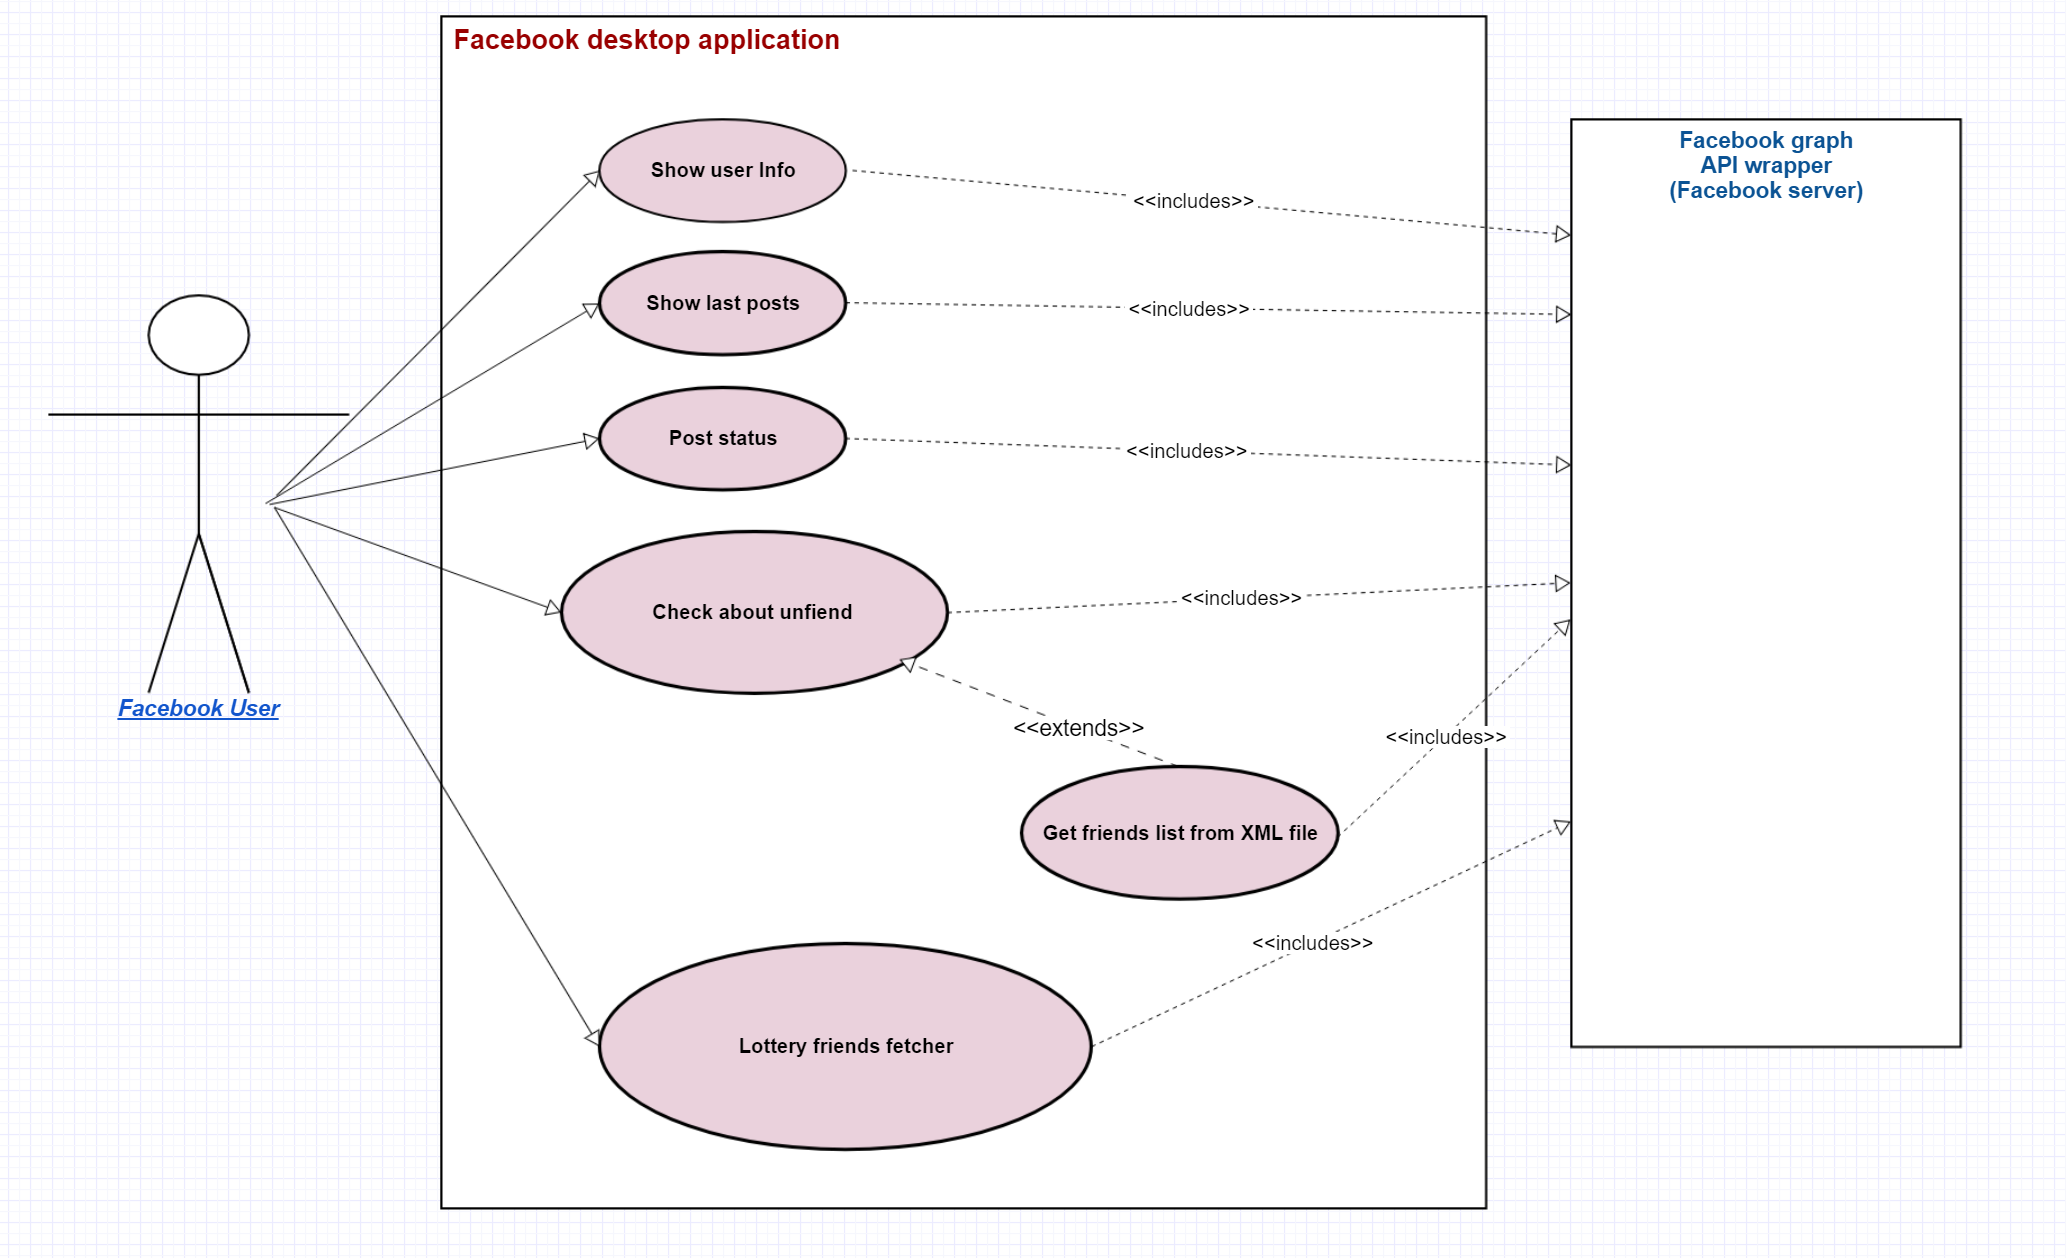 Facebook desktop application
Facebook graph
API wrapper
(Facebook server)
Show user Info
<<includes>>
Show last posts
<<includes>>
Post status
<<includes>>
Check about unfiend
<<includes>>
Facebook User
<<extends>>
<<includes>>
Get friends list from XML file
<<includes>>
Lottery friends fetcher